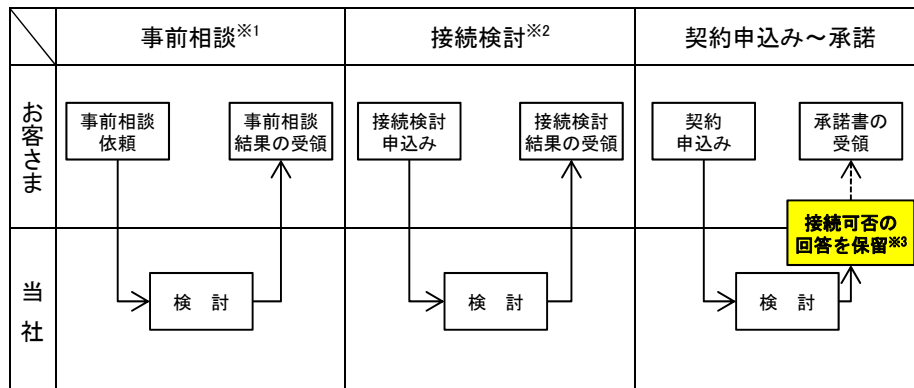 事前相談※1
接続検討※2
契約申込み～承諾
お客さま
事前相談
依頼
事前相談
結果の受領
接続検討
申込み
接続検討
結果の受領
契約
申込み
承諾書の
受領
接続可否の
回答を保留※3
当社
検 討
検 討
検 討